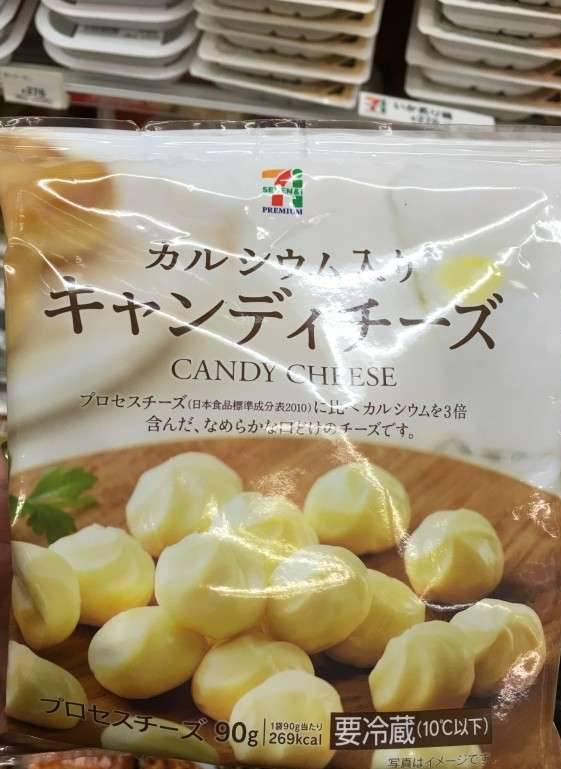 SEVEN&i
PREMIUM
カルシウム入り
キャンディチーズ
CANDY CHEESE
プロセスチーズ(日本食品標準成分表2010)に比べカルシウムを3倍
含んだ、なめらかな口どけのチーズです。
プロセスチーズ 90g
1袋90g当たり
269kcal
要冷蔵(10℃以下)
写真はイメージです